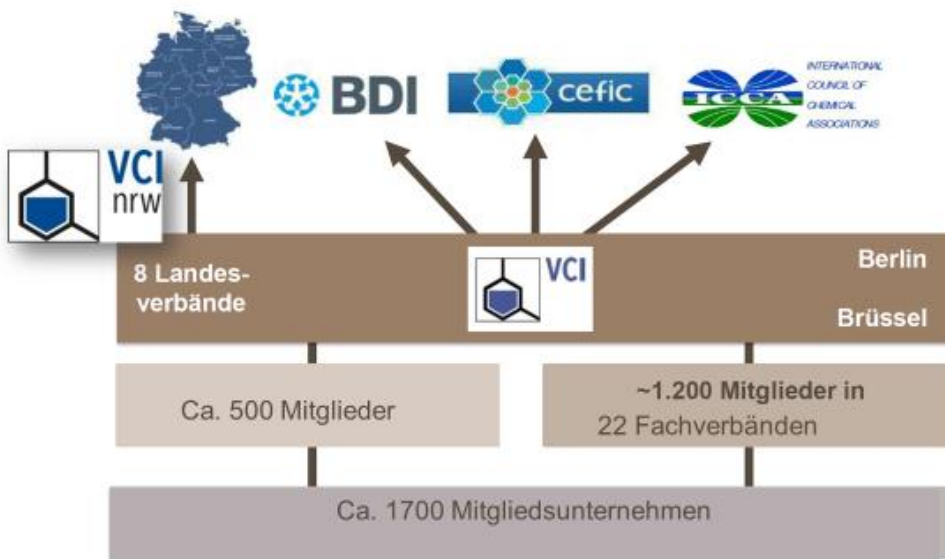 BDI
cefic
ICCA
INTERNATIONAL
COUNCIL OF
CHEMICAL
ASSOCIATIONS
VCI
nrw
8 Landes-
verbände
VCI
Berlin
Brüssel
Ca. 500 Mitglieder
~1.200 Mitglieder in
22 Fachverbänden
Ca. 1700 Mitgliedsunternehmen